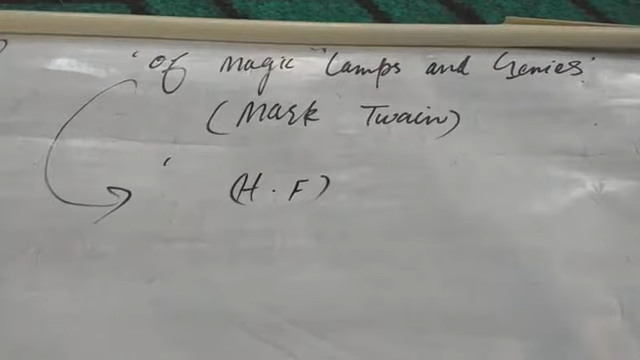 'Of Magic Lamps and Genies'
(Mark Twain)
'
(H.F)